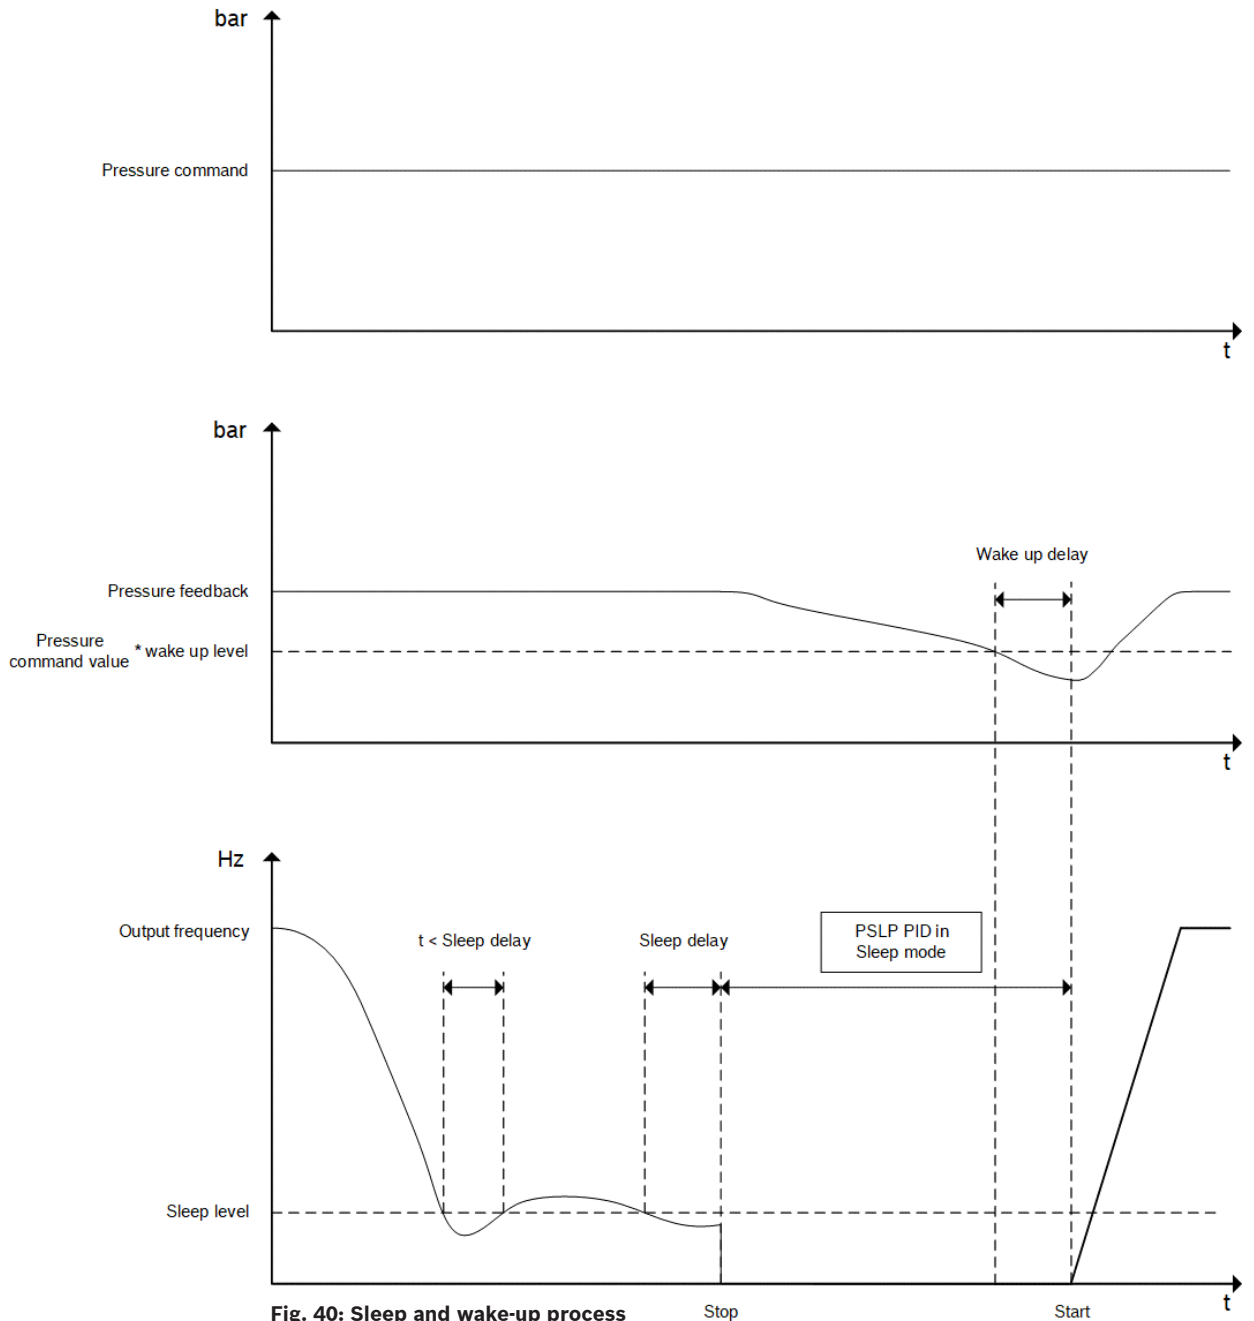 bar
Pressure command
t
bar
Wake up delay
Pressure feedback
Pressure
command value * wake up level
t
Hz
Output frequency
t < Sleep delay
Sleep delay
PSLP PID in
Sleep mode
Sleep level
t
Fig. 40: Sleep and wake-up process
Stop
Start